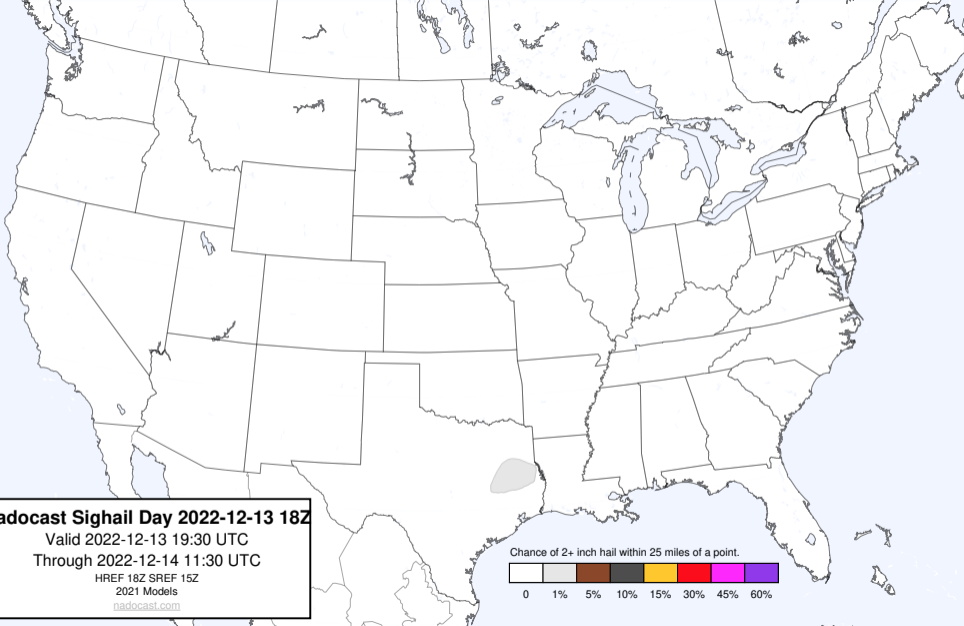 adocast Sighail Day 2022-12-13 18Z
Valid 2022-12-13 19:30 UTC
Through 2022-12-14 11:30 UTC
HREF 18Z SREF 15Z
2021 Models
nadocast.com
Chance of 2+ inch hail within 25 miles of a point.
0 1% 5% 10% 15% 30% 45% 60%